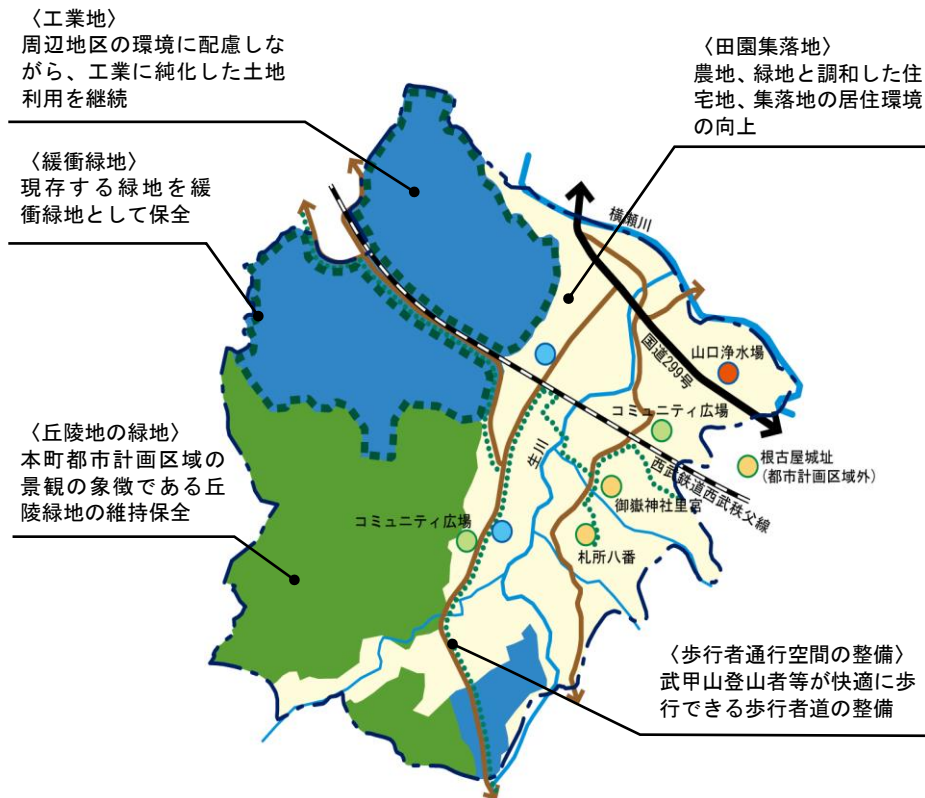 〈工業地〉
周辺地区の環境に配慮しな
がら、工業に純化した土地
利用を継続
〈田園集落地〉
農地、緑地と調和した住
宅地、集落地の居住環境
の向上
〈緩衝緑地〉
現存する緑地を緩
衝緑地として保全
横瀬川
国道299号
山口浄水場
コミュニティ広場
根古屋城址
(都市計画区域外)
西武鉄道西武秩父線
生川
御嶽神社里宮
札所八番
コミュニティ広場
〈丘陵地の緑地〉
本町都市計画区域の
景観の象徴である丘
陵緑地の維持保全
〈歩行者通行空間の整備〉
武甲山登山者等が快適に歩
行できる歩行者道の整備